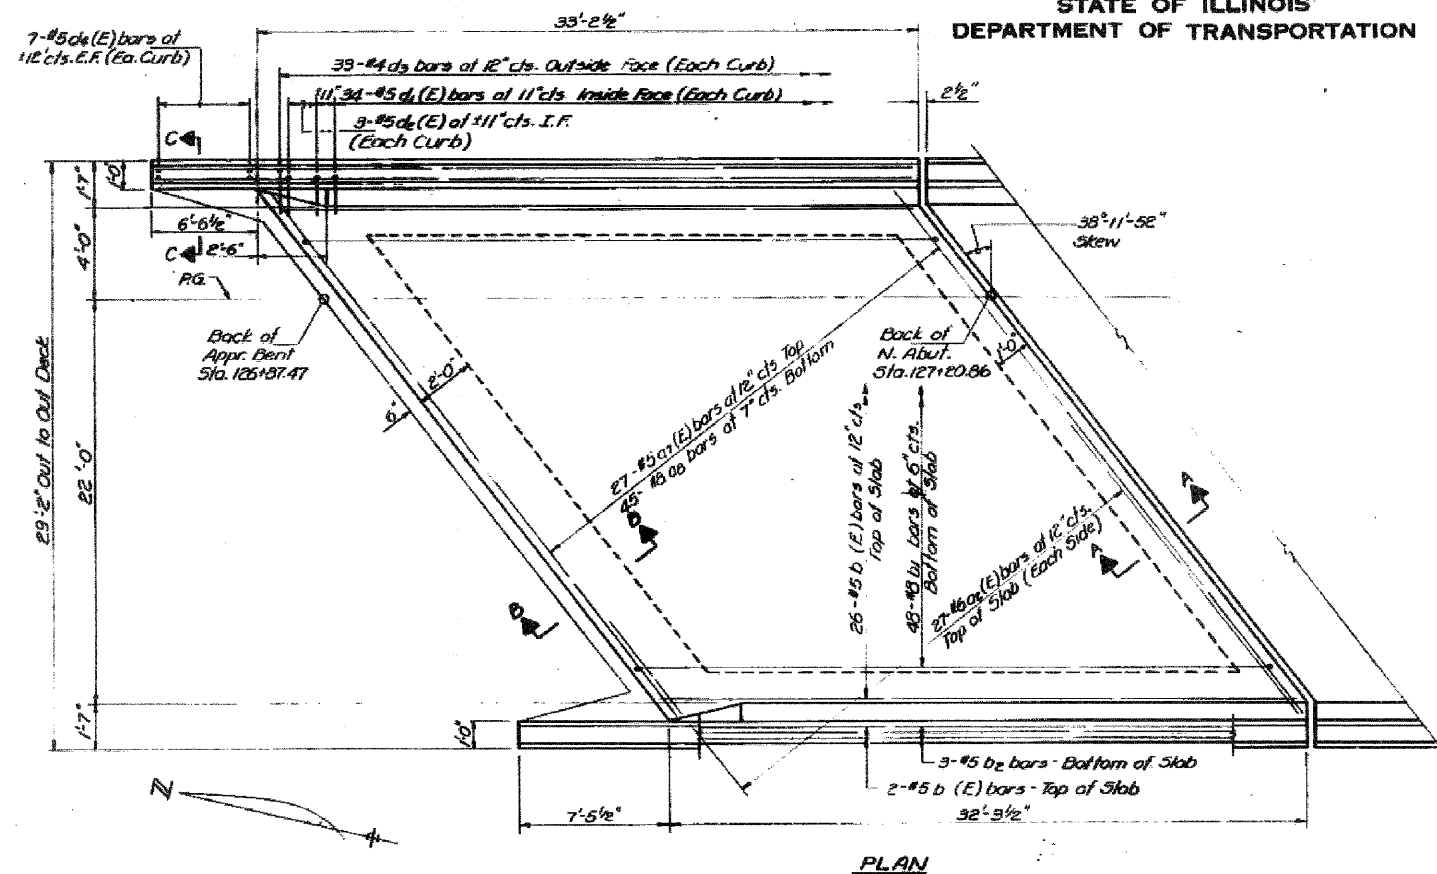 STATE OF ILLINOIS
DEPARTMENT OF TRANSPORTATION
33'-2½"
7-#5 d4 (E) bars at
±12" cts. E.F. (Ea. Curb)
33-#4 d3 bars at 12" cts. Outside Face (Each Curb)
11" 34-#5 d1 (E) bars at 11" cts Inside Face (Each Curb)
2½"
3-#5 d2 (E) at ±11" cts. I.F.
(Each Curb)
C
1'-7"
1'-0"
6'-6½"
38°-11'-52"
Skew
4'-0"
C
2'-6"
P.G.
Back of
Appr. Bent
Sta. 126+87.47
Back of
N. Abut.
Sta. 127+20.86
1'-0"
2'-0"
6"
29'-2" Out to Out Deck
22'-0"
27-#5 a7 (E) bars at 12" cts Top
45-#8 a8 bars at 7" cts. Bottom
26-#5 b (E) bars at 12" cts.
Top of Slab
48-#8 b1 bars at 6" cts.
Bottom of Slab
27-#6 a6 (E) bars at 12" cts.
Top of Slab (Each Side)
A
A
B
B
1'-7"
1'-0"
3-#5 b2 bars - Bottom of Slab
2-#5 b (E) bars - Top of Slab
7'-5½"
32'-3½"
N
PLAN